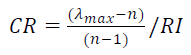 CR = (λmax−n)/(n−1) /RI